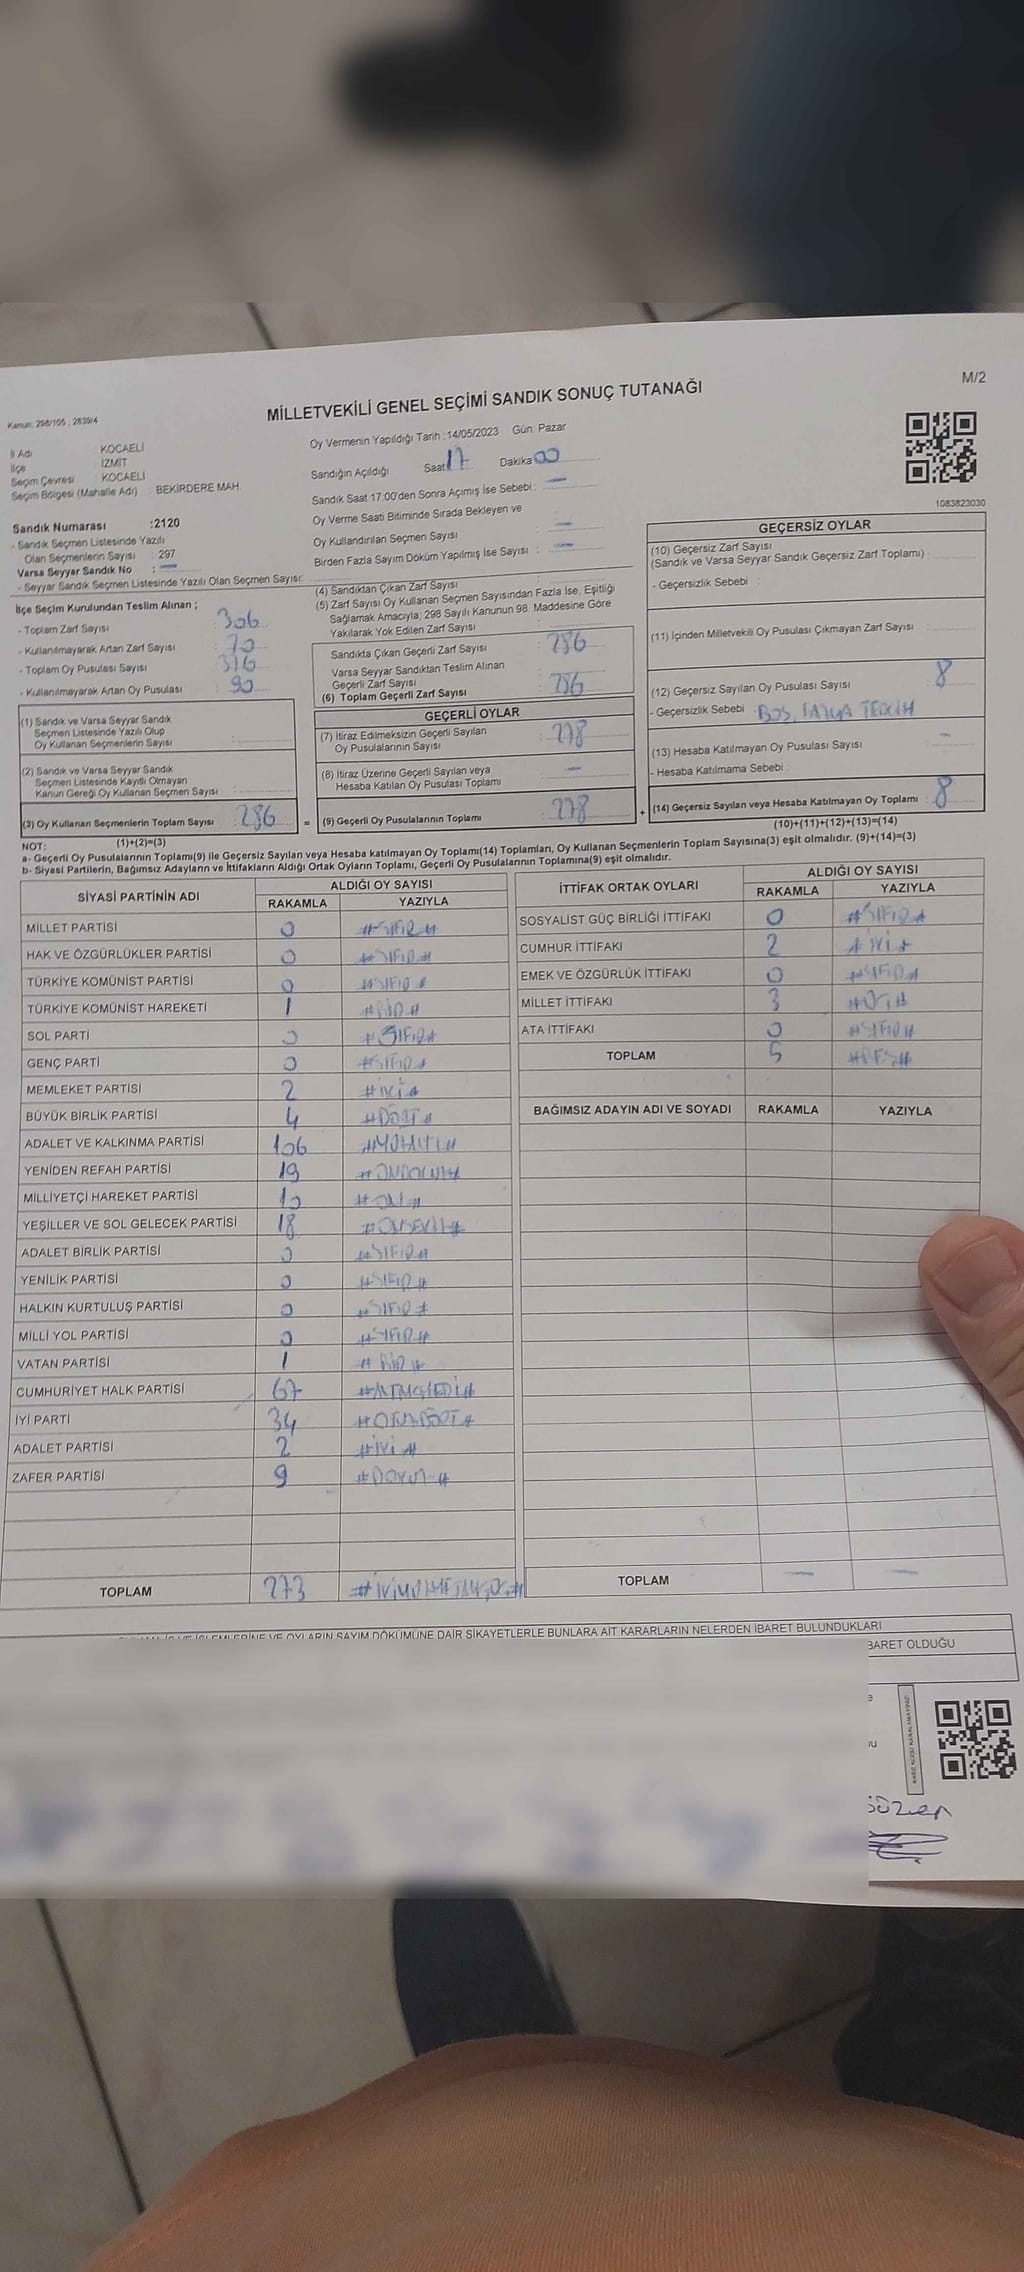 M/2
MİLLETVEKİLİ GENEL SEÇİMİ SANDIK SONUÇ TUTANAĞI
Kanun: 298/105 , 2839/4
İl Adı KOCAELİ
İlçe İZMİT
Seçim Çevresi KOCAELİ
Seçim Bölgesi (Mahalle Adı) : BEKİRDERE MAH.
Oy Vermenin Yapıldığı Tarih :14/05/2023 Gün: Pazar
Sandığın Açıldığı Saat 17 Dakika 00
Sandık Saat 17:00'den Sonra Açımış İse Sebebi : —
Oy Verme Saati Bitiminde Sırada Bekleyen ve
Oy Kullandırılan Seçmen Sayısı : —
Birden Fazla Sayım Döküm Yapılmış İse Sayısı : —
1083823030
Sandık Numarası :2120
- Sandık Seçmen Listesinde Yazılı
Olan Seçmenlerin Sayısı : 297
Varsa Seyyar Sandık No : —
- Seyyar Sandık Seçmen Listesinde Yazılı Olan Seçmen Sayısı:
İlçe Seçim Kurulundan Teslim Alınan ;
- Toplam Zarf Sayısı : 306
- Kullanılmayarak Artan Zarf Sayısı :
- Toplam Oy Pusulası Sayısı : 376
- Kullanılmayarak Artan Oy Pusulası : 90
(1) Sandık ve Varsa Seyyar Sandık
Seçmen Listesinde Yazılı Olup
Oy Kullanan Seçmenlerin Sayısı :
(2) Sandık ve Varsa Seyyar Sandık
Seçmen Listesinde Kayıtlı Olmayan
Kanun Gereği Oy Kullanan Seçmen Sayısı :
(3) Oy Kullanan Seçmenlerin Toplam Sayısı : 286
(1)+(2)=(3)
(4) Sandıktan Çıkan Zarf Sayısı :
(5) Zarf Sayısı Oy Kullanan Seçmen Sayısından Fazla İse, Eşitliği
Sağlamak Amacıyla; 298 Sayılı Kanunun 98. Maddesine Göre
Yakılarak Yok Edilen Zarf Sayısı :
Sandıkta Çıkan Geçerli Zarf Sayısı : 286
Varsa Seyyar Sandıktan Teslim Alınan
Geçerli Zarf Sayısı
(6) Toplam Geçerli Zarf Sayısı : 286
GEÇERLİ OYLAR
(7) İtiraz Edilmeksizin Geçerli Sayılan
Oy Pusulalarının Sayısı : 278
(8) İtiraz Üzerine Geçerli Sayılan veya
Hesaba Katılan Oy Pusulası Toplamı : —
= (9) Geçerli Oy Pusulalarının Toplamı : 278
GEÇERSİZ OYLAR
(10) Geçersiz Zarf Sayısı
(Sandık ve Varsa Seyyar Sandık Geçersiz Zarf Toplamı) :
- Geçersizlik Sebebi :
(11) İçinden Milletvekili Oy Pusulası Çıkmayan Zarf Sayısı :
(12) Geçersiz Sayılan Oy Pusulası Sayısı : 8
- Geçersizlik Sebebi : BOŞ, FAZLA TERCİH
(13) Hesaba Katılmayan Oy Pusulası Sayısı : —
- Hesaba Katılmama Sebebi :
+ (14) Geçersiz Sayılan veya Hesaba Katılmayan Oy Toplamı : 8
(10)+(11)+(12)+(13)=(14)
NOT:
a- Geçerli Oy Pusulalarının Toplamı(9) ile Geçersiz Sayılan veya Hesaba katılmayan Oy Toplamı(14) Toplamları, Oy Kullanan Seçmenlerin Toplam Sayısına(3) eşit olmalıdır. (9)+(14)=(3)
b- Siyasi Partilerin, Bağımsız Adayların ve İttifakların Aldığı Ortak Oyların Toplamı, Geçerli Oy Pusulalarının Toplamına(9) eşit olmalıdır.
SİYASİ PARTİNİN ADI ALDIĞI OY SAYISI
RAKAMLA YAZIYLA
MİLLET PARTİSİ 0 #SIFIR#
HAK VE ÖZGÜRLÜKLER PARTİSİ 0 #SIFIR#
TÜRKİYE KOMÜNİST PARTİSİ 0 #SIFIR#
TÜRKİYE KOMÜNİST HAREKETİ 1 #BİR#
SOL PARTİ 0 #SIFIR#
GENÇ PARTİ 0 #SIFIR#
MEMLEKET PARTİSİ 2 #İKİ#
BÜYÜK BİRLİK PARTİSİ 4 #DÖRT#
ADALET VE KALKINMA PARTİSİ 106 #YÜZALTI#
YENİDEN REFAH PARTİSİ 19 #ONDOKUZ#
MİLLİYETÇİ HAREKET PARTİSİ 10 #ON#
YEŞİLLER VE SOL GELECEK PARTİSİ 18 #ONSEKİZ#
ADALET BİRLİK PARTİSİ 0 #SIFIR#
YENİLİK PARTİSİ 0 #SIFIR#
HALKIN KURTULUŞ PARTİSİ 0 #SIFIR#
MİLLİ YOL PARTİSİ 0 #SIFIR#
VATAN PARTİSİ 1 #BİR#
CUMHURİYET HALK PARTİSİ 67 #ATMIŞYEDİ#
İYİ PARTİ 34 #OTUZDÖRT#
ADALET PARTİSİ 2 #İKİ#
ZAFER PARTİSİ 9 #DOKUZ#
TOPLAM 273
İTTİFAK ORTAK OYLARI ALDIĞI OY SAYISI
RAKAMLA YAZIYLA
SOSYALİST GÜÇ BİRLİĞİ İTTİFAKI 0 #SIFIR#
CUMHUR İTTİFAKI 2 #İKİ#
EMEK VE ÖZGÜRLÜK İTTİFAKI 0 #SIFIR#
MİLLET İTTİFAKI 3 #ÜÇ#
ATA İTTİFAKI 0 #SIFIR#
TOPLAM 5 #BEŞ#
BAĞIMSIZ ADAYIN ADI VE SOYADI RAKAMLA YAZIYLA
TOPLAM — —
İŞLEMLERİNE VE OYLARIN SAYIM DÖKÜMÜNE DAİR ŞİKAYETLERLE BUNLARA AİT KARARLARIN NELERDEN İBARET BULUNDUKLARI
BARET OLDUĞU
KARE KODU KARALAMAYINIZ!